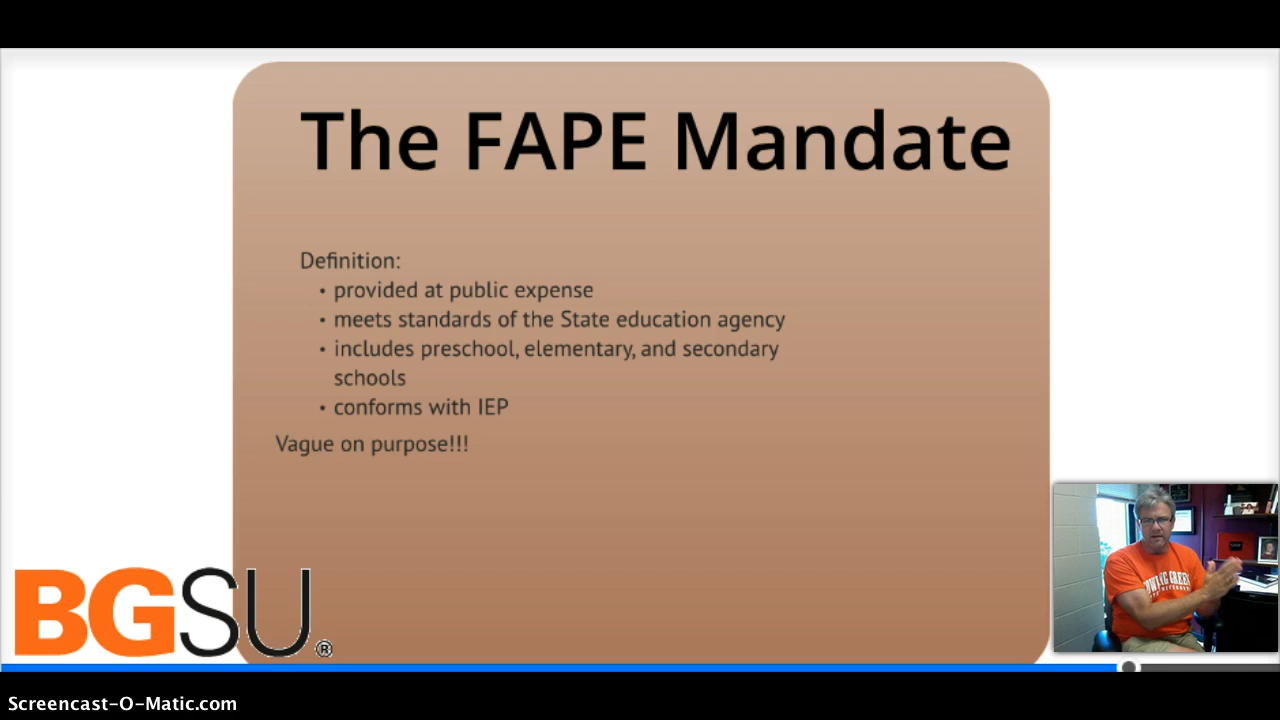 The FAPE Mandate
Definition:
• provided at public expense
• meets standards of the State education agency
• includes preschool, elementary, and secondary
schools
• conforms with IEP
Vague on purpose!!!
BGSU®
Screencast-O-Matic.com